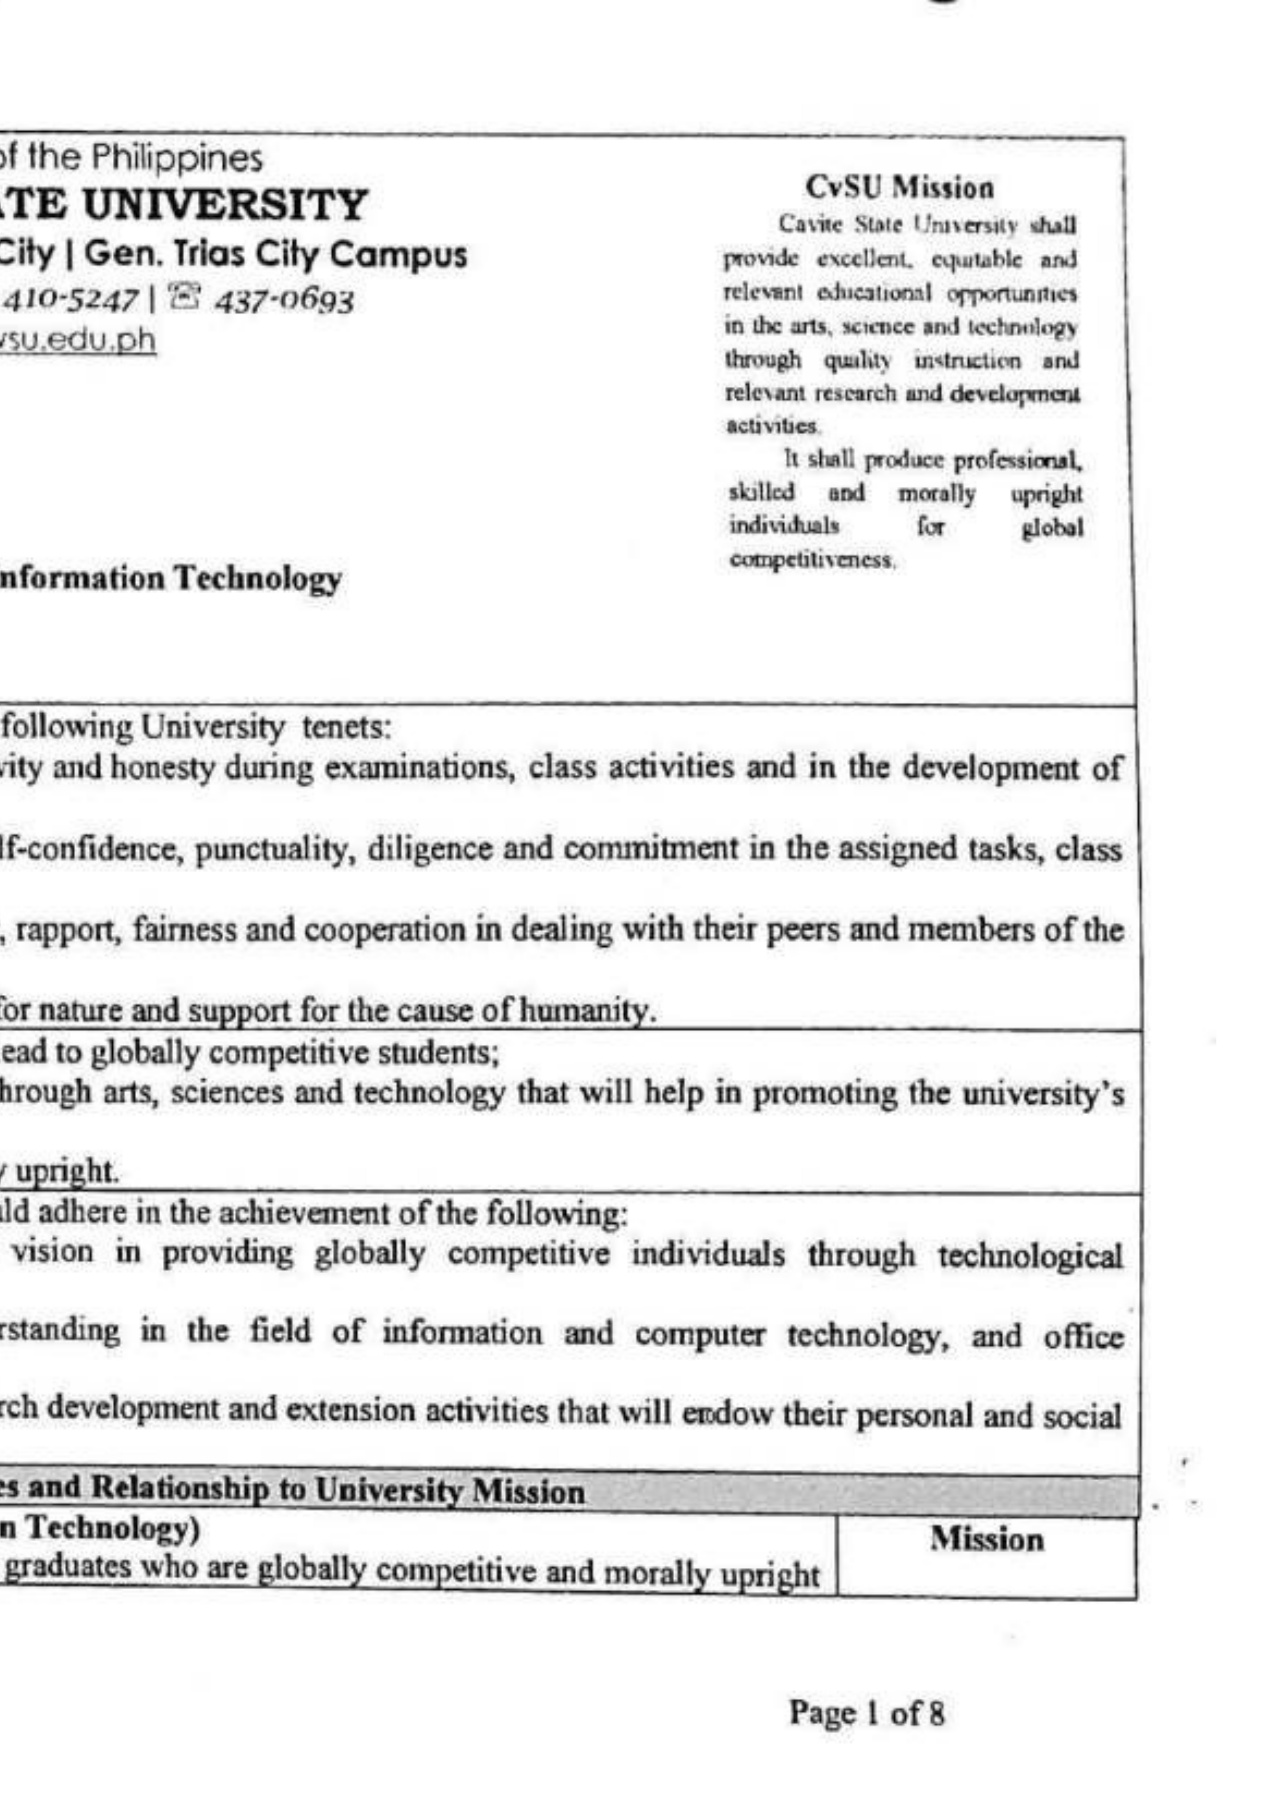 of the Philippines
ATE UNIVERSITY
City | Gen. Trias City Campus
410-5247 | ☏ 437-0693
vsu.edu.ph
nformation Technology
CvSU Mission
Cavite State University shall
provide excellent, equitable and
relevant educational opportunities
in the arts, science and technology
through quality instruction and
relevant research and development
activities.
It shall produce professional,
skilled and morally upright
individuals for global
competitiveness.
following University tenets:
vity and honesty during examinations, class activities and in the development of
lf-confidence, punctuality, diligence and commitment in the assigned tasks, class
, rapport, fairness and cooperation in dealing with their peers and members of the
for nature and support for the cause of humanity.
ead to globally competitive students;
hrough arts, sciences and technology that will help in promoting the university's
y upright.
uld adhere in the achievement of the following:
vision in providing globally competitive individuals through technological
rstanding in the field of information and computer technology, and office
rch development and extension activities that will endow their personal and social
es and Relationship to University Mission
n Technology)
graduates who are globally competitive and morally upright
Mission
Page 1 of 8